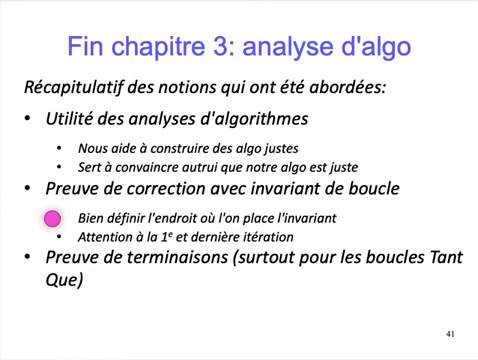 Fin chapitre 3: analyse d'algo
Récapitulatif des notions qui ont été abordées:
• Utilité des analyses d'algorithmes
• Nous aide à construire des algo justes
• Sert à convaincre autrui que notre algo est juste
• Preuve de correction avec invariant de boucle
Bien définir l'endroit où l'on place l'invariant
• Attention à la 1e et dernière itération
• Preuve de terminaisons (surtout pour les boucles Tant
Que)
41